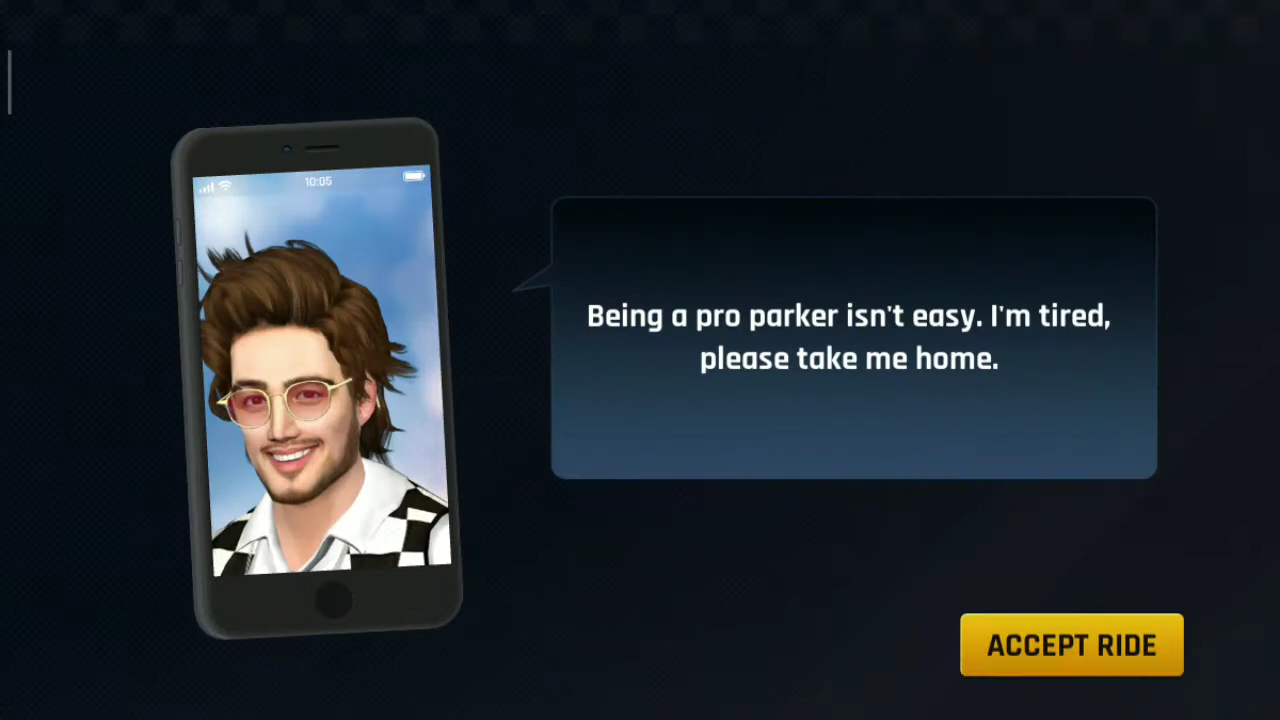 10:05
Being a pro parker isn't easy. I'm tired,
please take me home.
ACCEPT RIDE